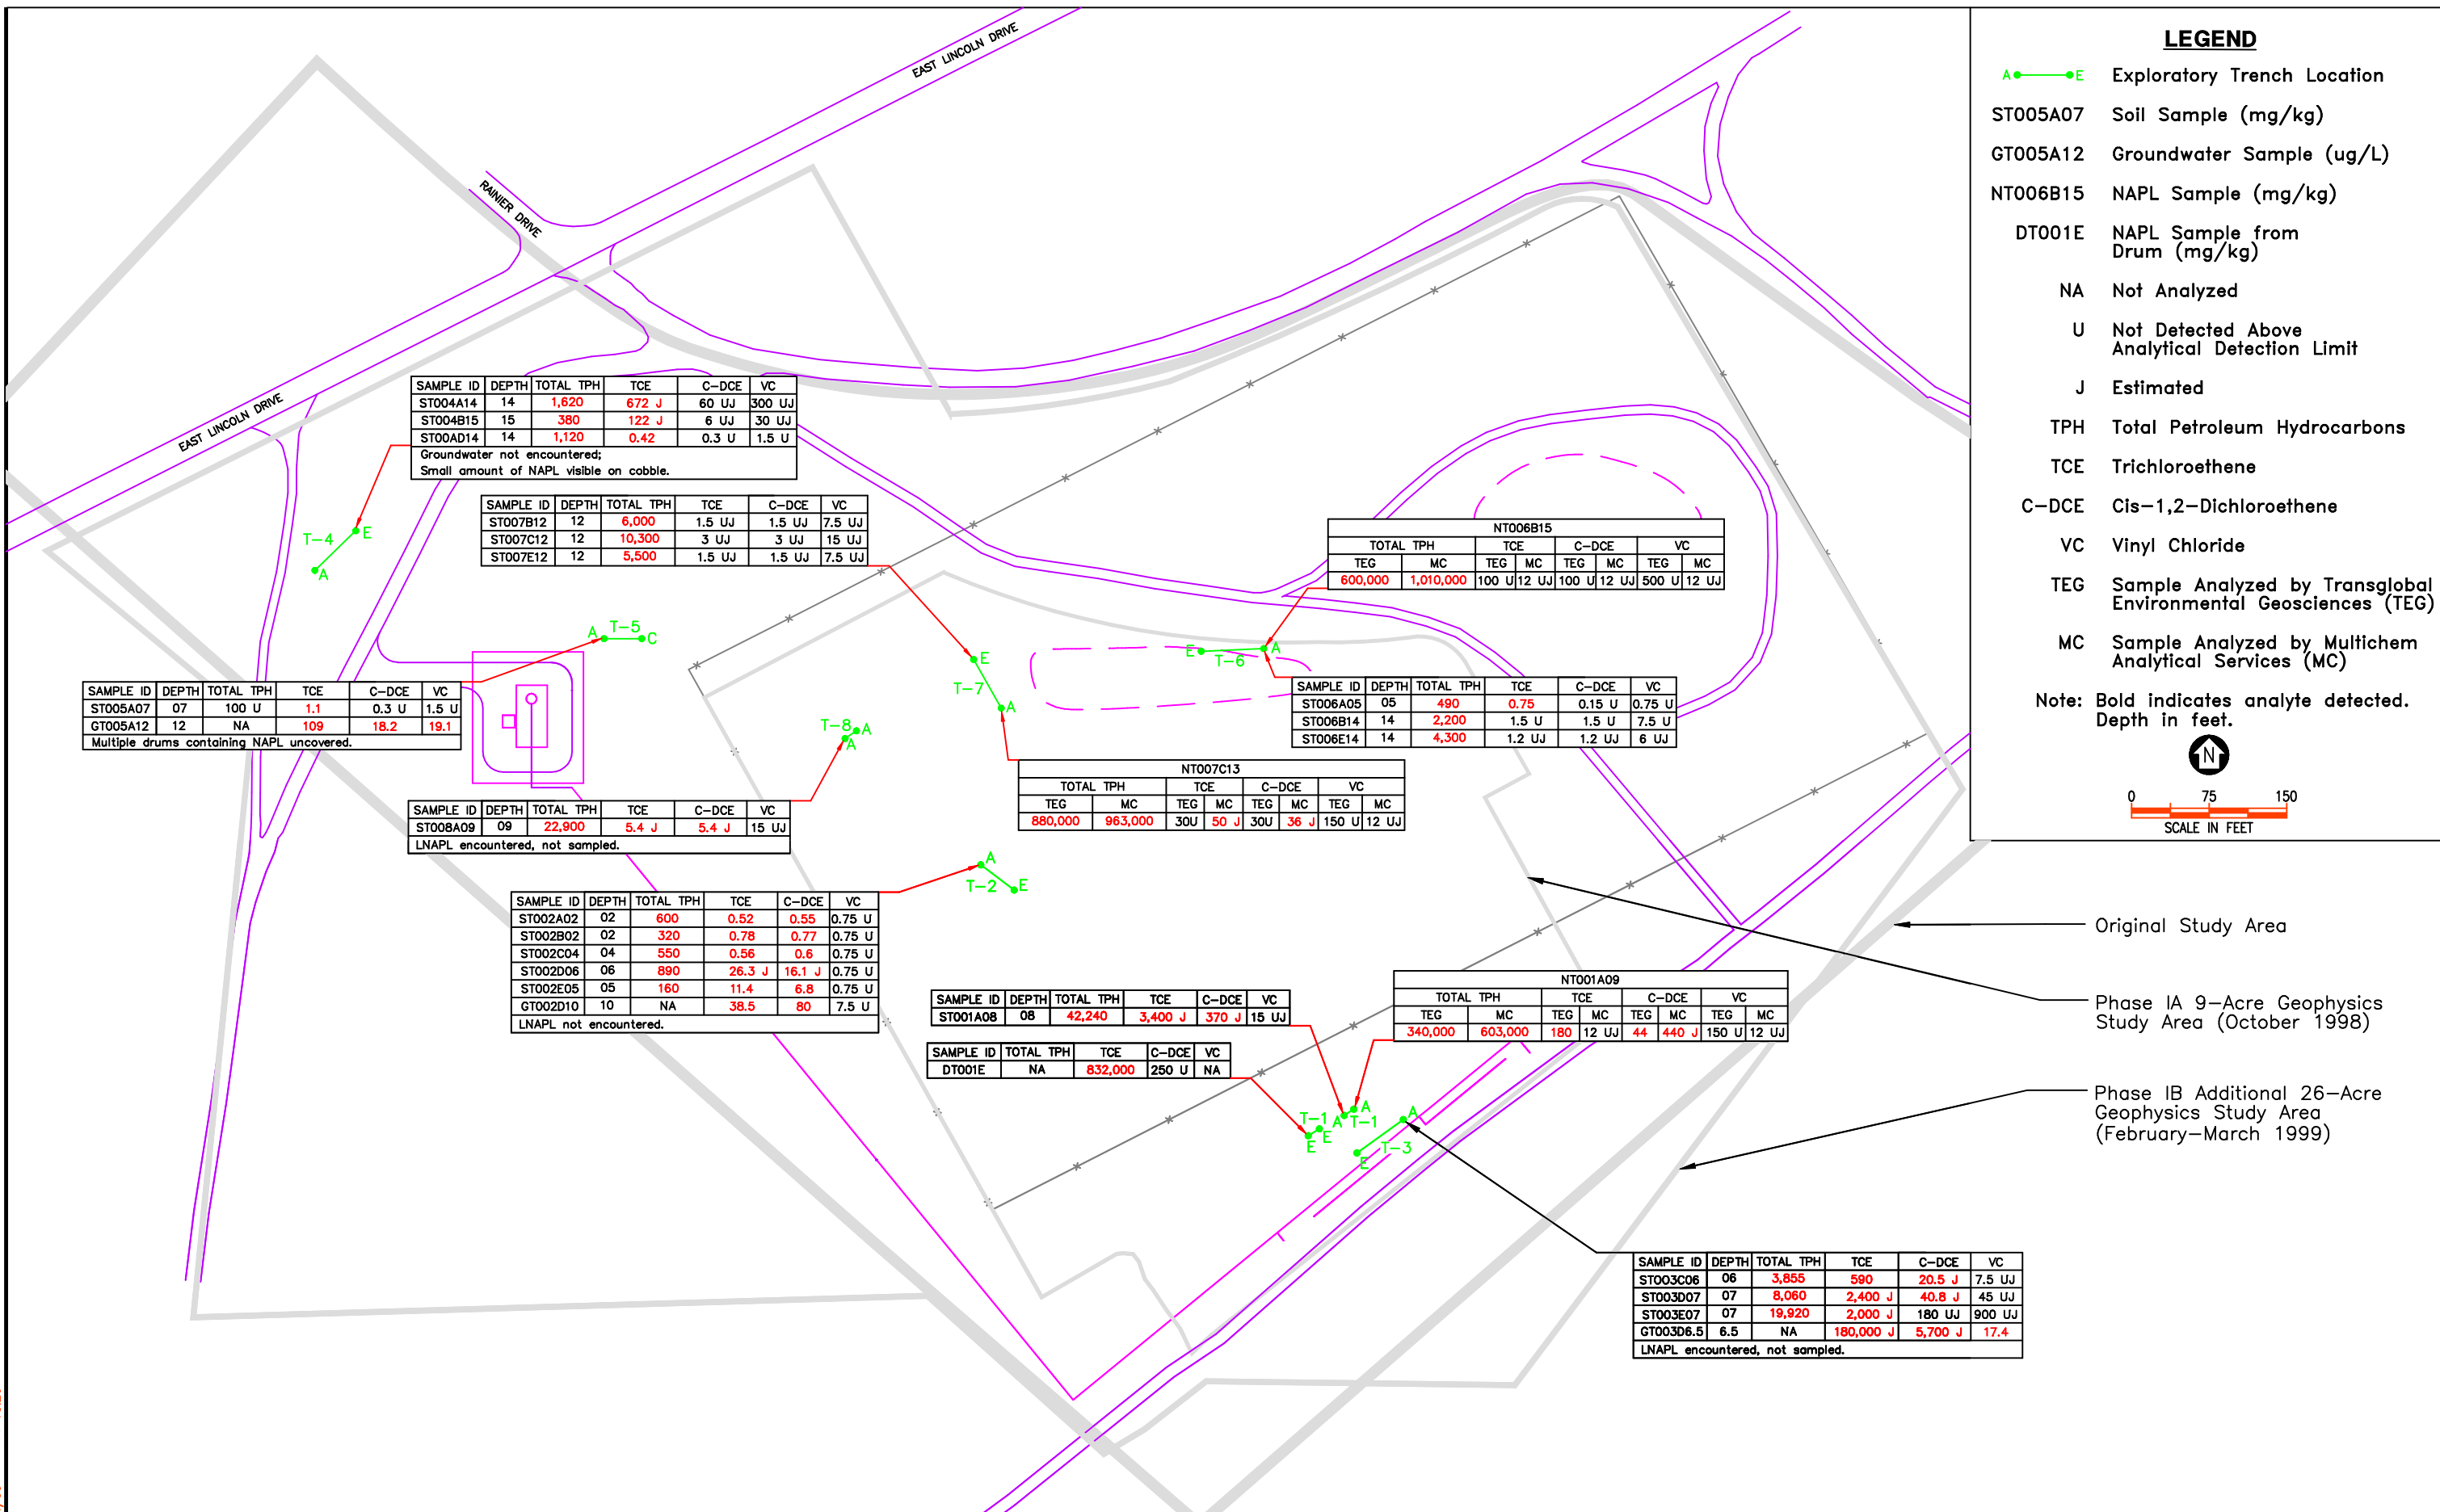 EAST LINCOLN DRIVE
RAINIER DRIVE
EAST LINCOLN DRIVE
SAMPLE ID DEPTH TOTAL TPH TCE C-DCE VC
ST004A14 14 1,620 672 J 60 UJ 300 UJ
ST004B15 15 380 122 J 6 UJ 30 UJ
ST00AD14 14 1,120 0.42 0.3 U 1.5 U
Groundwater not encountered;
Small amount of NAPL visible on cobble.
SAMPLE ID DEPTH TOTAL TPH TCE C-DCE VC
ST007B12 12 6,000 1.5 UJ 1.5 UJ 7.5 UJ
ST007C12 12 10,300 3 UJ 3 UJ 15 UJ
ST007E12 12 5,500 1.5 UJ 1.5 UJ 7.5 UJ
T-4 E
A
NT006B15
TOTAL TPH TCE C-DCE VC
TEG MC TEG MC TEG MC TEG MC
600,000 1,010,000 100 U 12 UJ 100 U 12 UJ 500 U 12 UJ
A T-5 C
E T-6 A
E
T-7
A
SAMPLE ID DEPTH TOTAL TPH TCE C-DCE VC
ST005A07 07 100 U 1.1 0.3 U 1.5 U
GT005A12 12 NA 109 18.2 19.1
Multiple drums containing NAPL uncovered.
SAMPLE ID DEPTH TOTAL TPH TCE C-DCE VC
ST006A05 05 490 0.75 0.15 U 0.75 U
ST006B14 14 2,200 1.5 U 1.5 U 7.5 U
ST006E14 14 4,300 1.2 UJ 1.2 UJ 6 UJ
T-8 A
A
NT007C13
TOTAL TPH TCE C-DCE VC
TEG MC TEG MC TEG MC TEG MC
880,000 963,000 30U 50 J 30U 36 J 150 U 12 UJ
SAMPLE ID DEPTH TOTAL TPH TCE C-DCE VC
ST008A09 09 22,900 5.4 J 5.4 J 15 UJ
LNAPL encountered, not sampled.
A
T-2 E
SAMPLE ID DEPTH TOTAL TPH TCE C-DCE VC
ST002A02 02 600 0.52 0.55 0.75 U
ST002B02 02 320 0.78 0.77 0.75 U
ST002C04 04 550 0.56 0.6 0.75 U
ST002D06 06 890 26.3 J 16.1 J 0.75 U
ST002E05 05 160 11.4 6.8 0.75 U
GT002D10 10 NA 38.5 80 7.5 U
LNAPL not encountered.
NT001A09
TOTAL TPH TCE C-DCE VC
TEG MC TEG MC TEG MC TEG MC
340,000 603,000 180 12 UJ 44 440 J 150 U 12 UJ
SAMPLE ID DEPTH TOTAL TPH TCE C-DCE VC
ST001A08 08 42,240 3,400 J 370 J 15 UJ
SAMPLE ID TOTAL TPH TCE C-DCE VC
DT001E NA 832,000 250 U NA
T-1 A A
E E T-1
A
T-3
E
SAMPLE ID DEPTH TOTAL TPH TCE C-DCE VC
ST003C06 06 3,855 590 20.5 J 7.5 UJ
ST003D07 07 8,060 2,400 J 40.8 J 45 UJ
ST003E07 07 19,920 2,000 J 180 UJ 900 UJ
GT003D6.5 6.5 NA 180,000 J 5,700 J 17.4
LNAPL encountered, not sampled.
LEGEND
A E Exploratory Trench Location
ST005A07 Soil Sample (mg/kg)
GT005A12 Groundwater Sample (ug/L)
NT006B15 NAPL Sample (mg/kg)
DT001E NAPL Sample from
Drum (mg/kg)
NA Not Analyzed
U Not Detected Above
Analytical Detection Limit
J Estimated
TPH Total Petroleum Hydrocarbons
TCE Trichloroethene
C-DCE Cis-1,2-Dichloroethene
VC Vinyl Chloride
TEG Sample Analyzed by Transglobal
Environmental Geosciences (TEG)
MC Sample Analyzed by Multichem
Analytical Services (MC)
Note: Bold indicates analyte detected.
Depth in feet.
N
0 75 150
SCALE IN FEET
Original Study Area
Phase IA 9-Acre Geophysics
Study Area (October 1998)
Phase IB Additional 26-Acre
Geophysics Study Area
(February-March 1999)